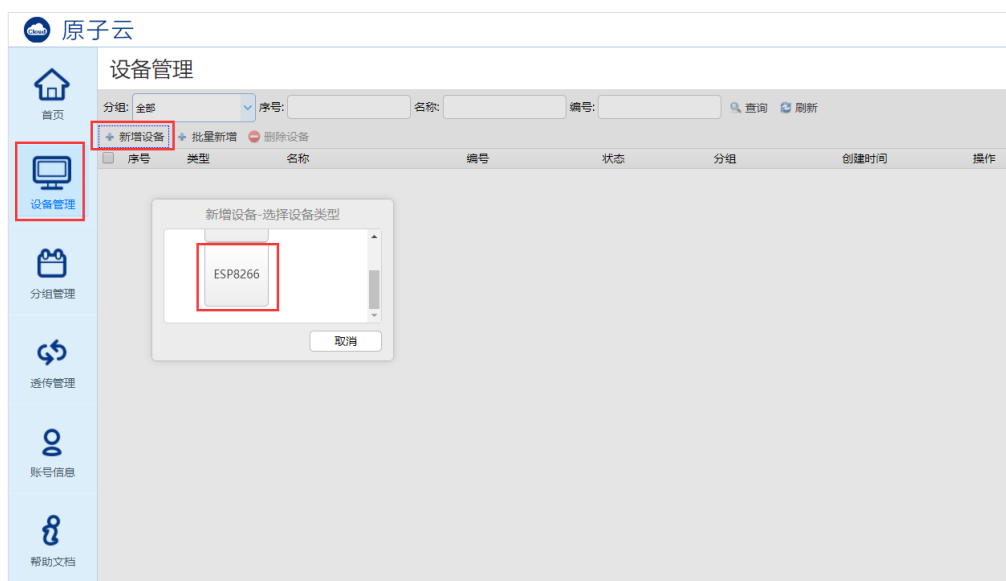 Cloud 原子云
设备管理
首页
分组: 全部 序号: 名称: 编号: 查询 刷新
新增设备 批量新增 删除设备
序号 类型 名称 编号 状态 分组 创建时间 操作
设备管理
新增设备-选择设备类型
ESP8266
取消
分组管理
透传管理
账号信息
帮助文档